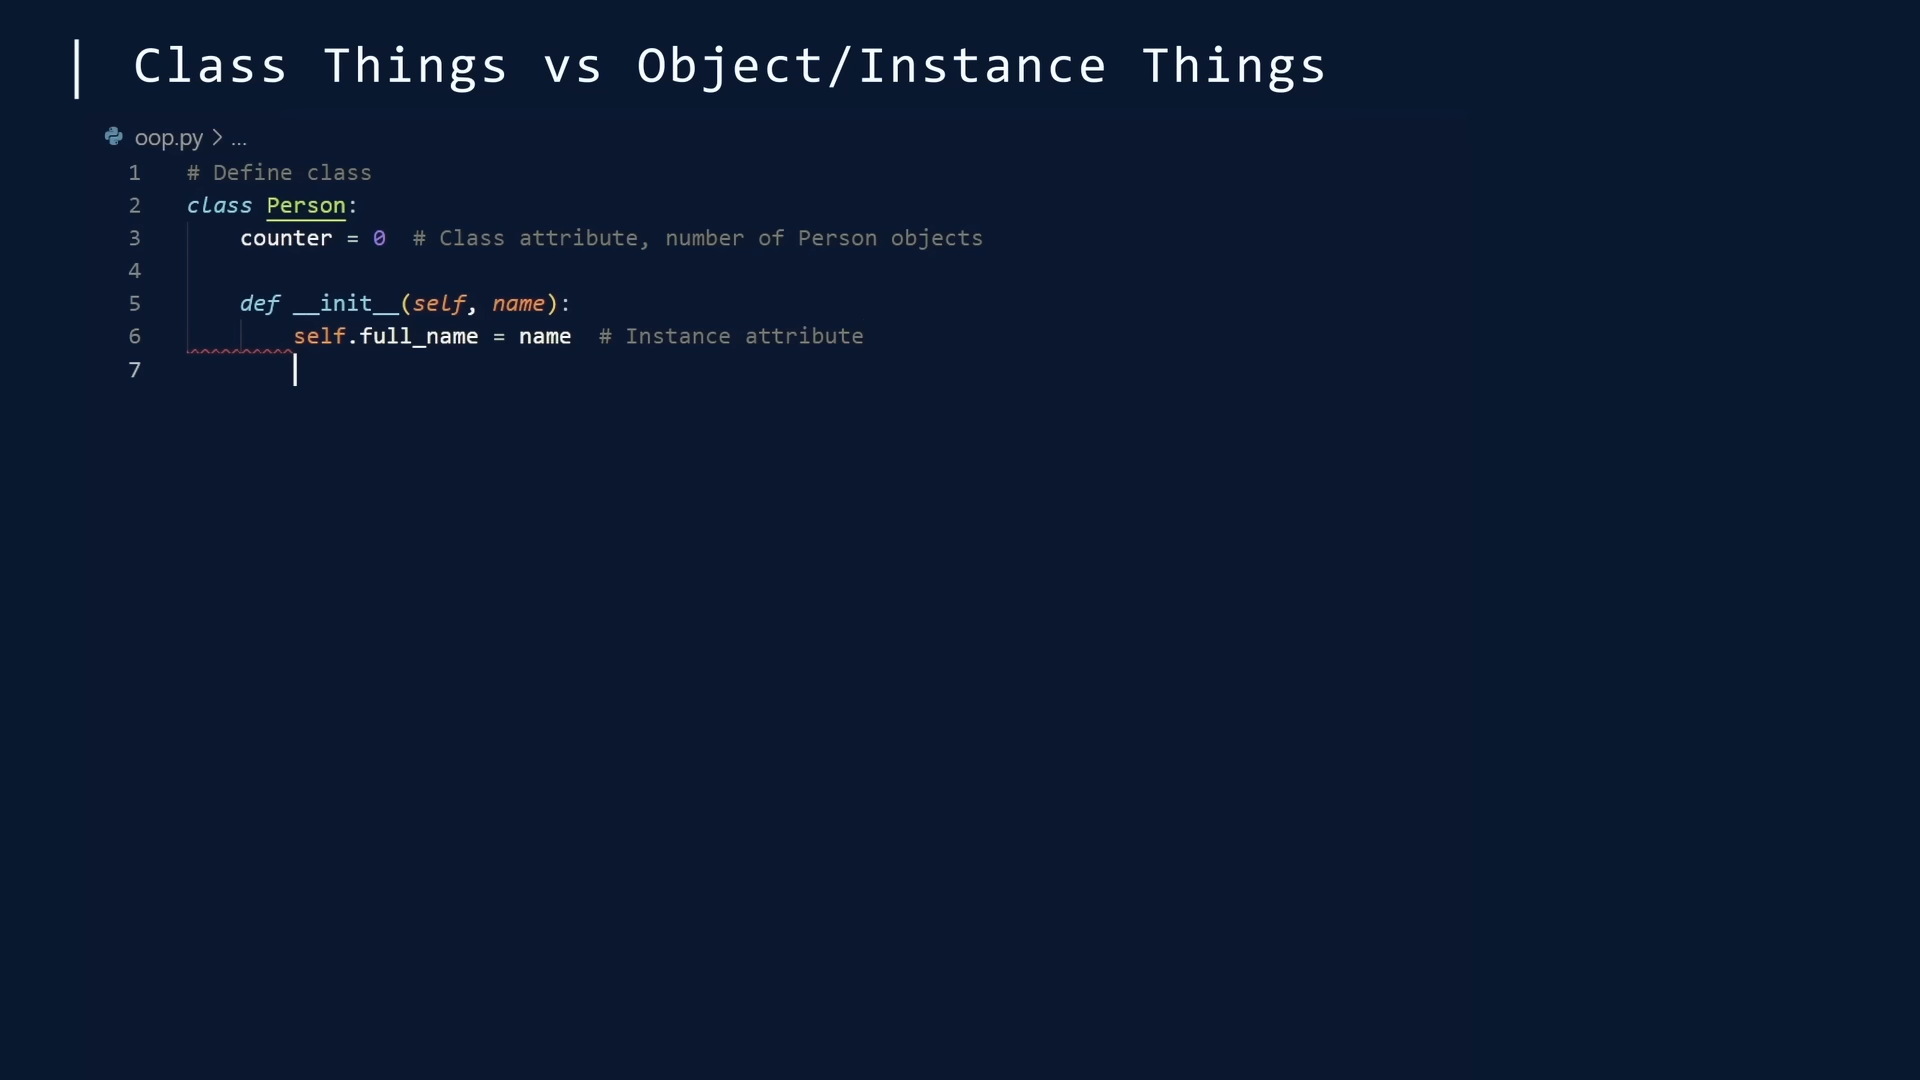 Class Things vs Object/Instance Things
oop.py > ...
1 # Define class
2 class Person:
3     counter = 0  # Class attribute, number of Person objects
4
5     def __init__(self, name):
6         self.full_name = name  # Instance attribute
7